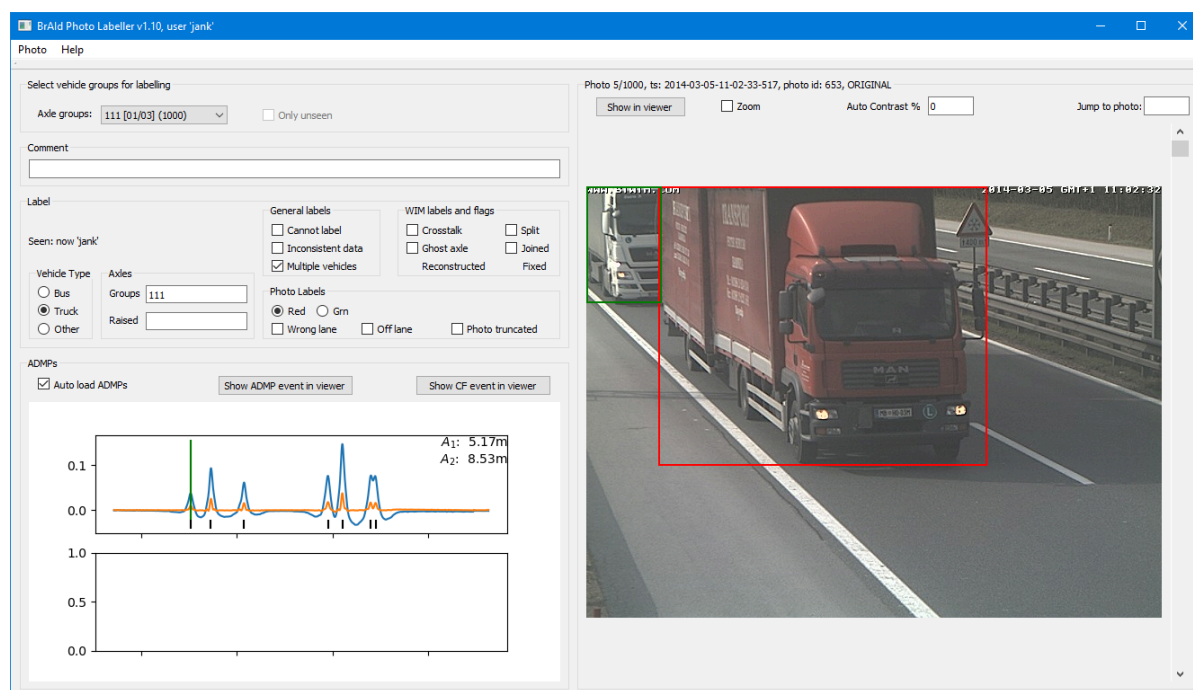 BrAId Photo Labeller v1.10, user 'jank'
Photo Help
Select vehicle groups for labelling
Axle groups: 111 [01/03] (1000) Only unseen
Comment
Label
Seen: now 'jank'
Vehicle Type
Bus
Truck
Other
Axles
Groups 111
Raised
General labels
Cannot label
Inconsistent data
Multiple vehicles
WIM labels and flags
Crosstalk Split
Ghost axle Joined
Reconstructed Fixed
Photo Labels
Red Grn
Wrong lane Off lane Photo truncated
ADMPs
Auto load ADMPs Show ADMP event in viewer Show CF event in viewer
A1: 5.17m
A2: 8.53m
0.1
0.0
1.0
0.5
0.0
Photo 5/1000, ts: 2014-03-05-11-02-33-517, photo id: 653, ORIGINAL
Show in viewer Zoom Auto Contrast % 0 Jump to photo:
2014-03-05 GMT+1 11:02:32
TRANSPORT
MAN
L